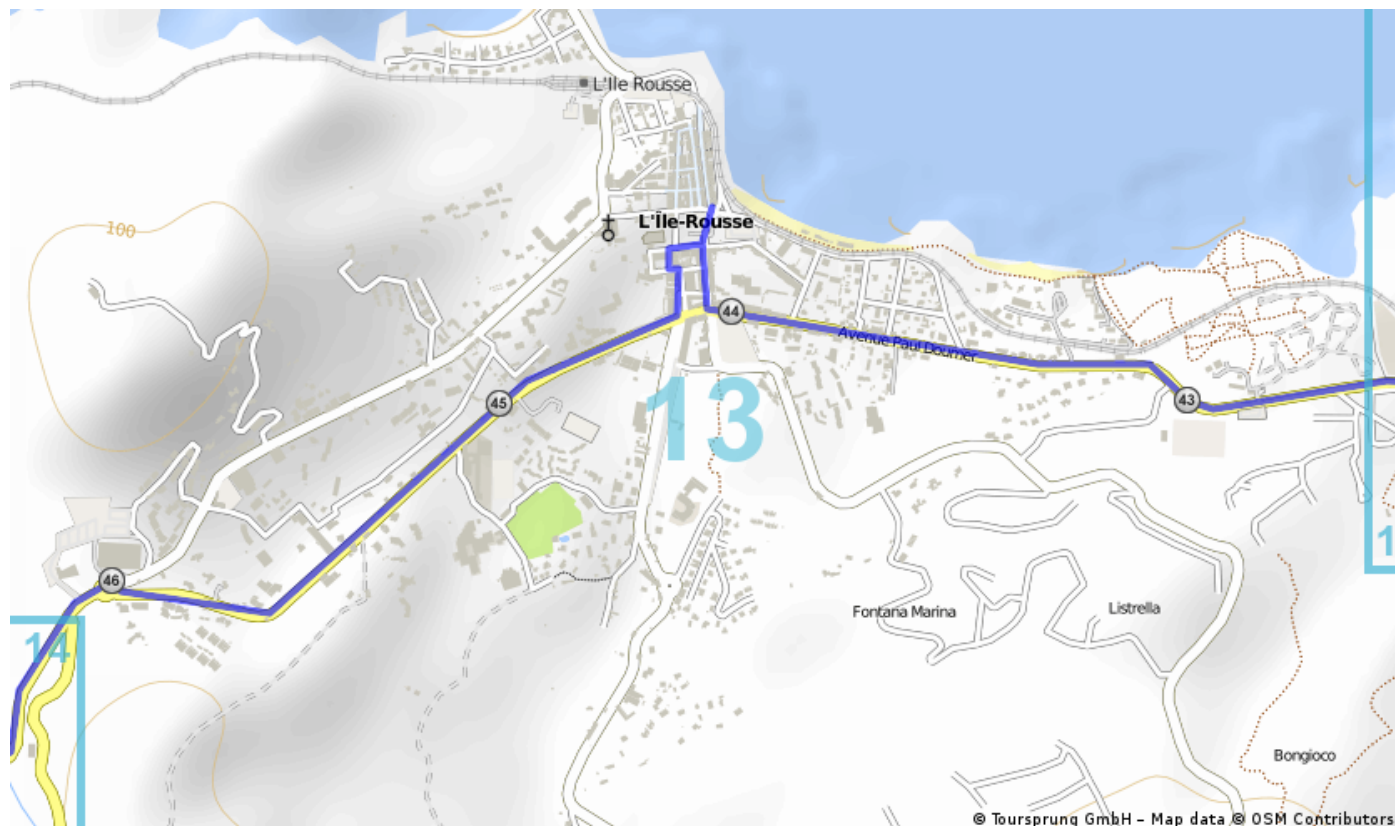 L'Ile Rousse
100
L'Île-Rousse
44
Avenue Paul Doumer
43
45
13
1
46
Fontana Marina
Listrella
14
Bongioco
© Toursprung GmbH – Map data © OSM Contributors